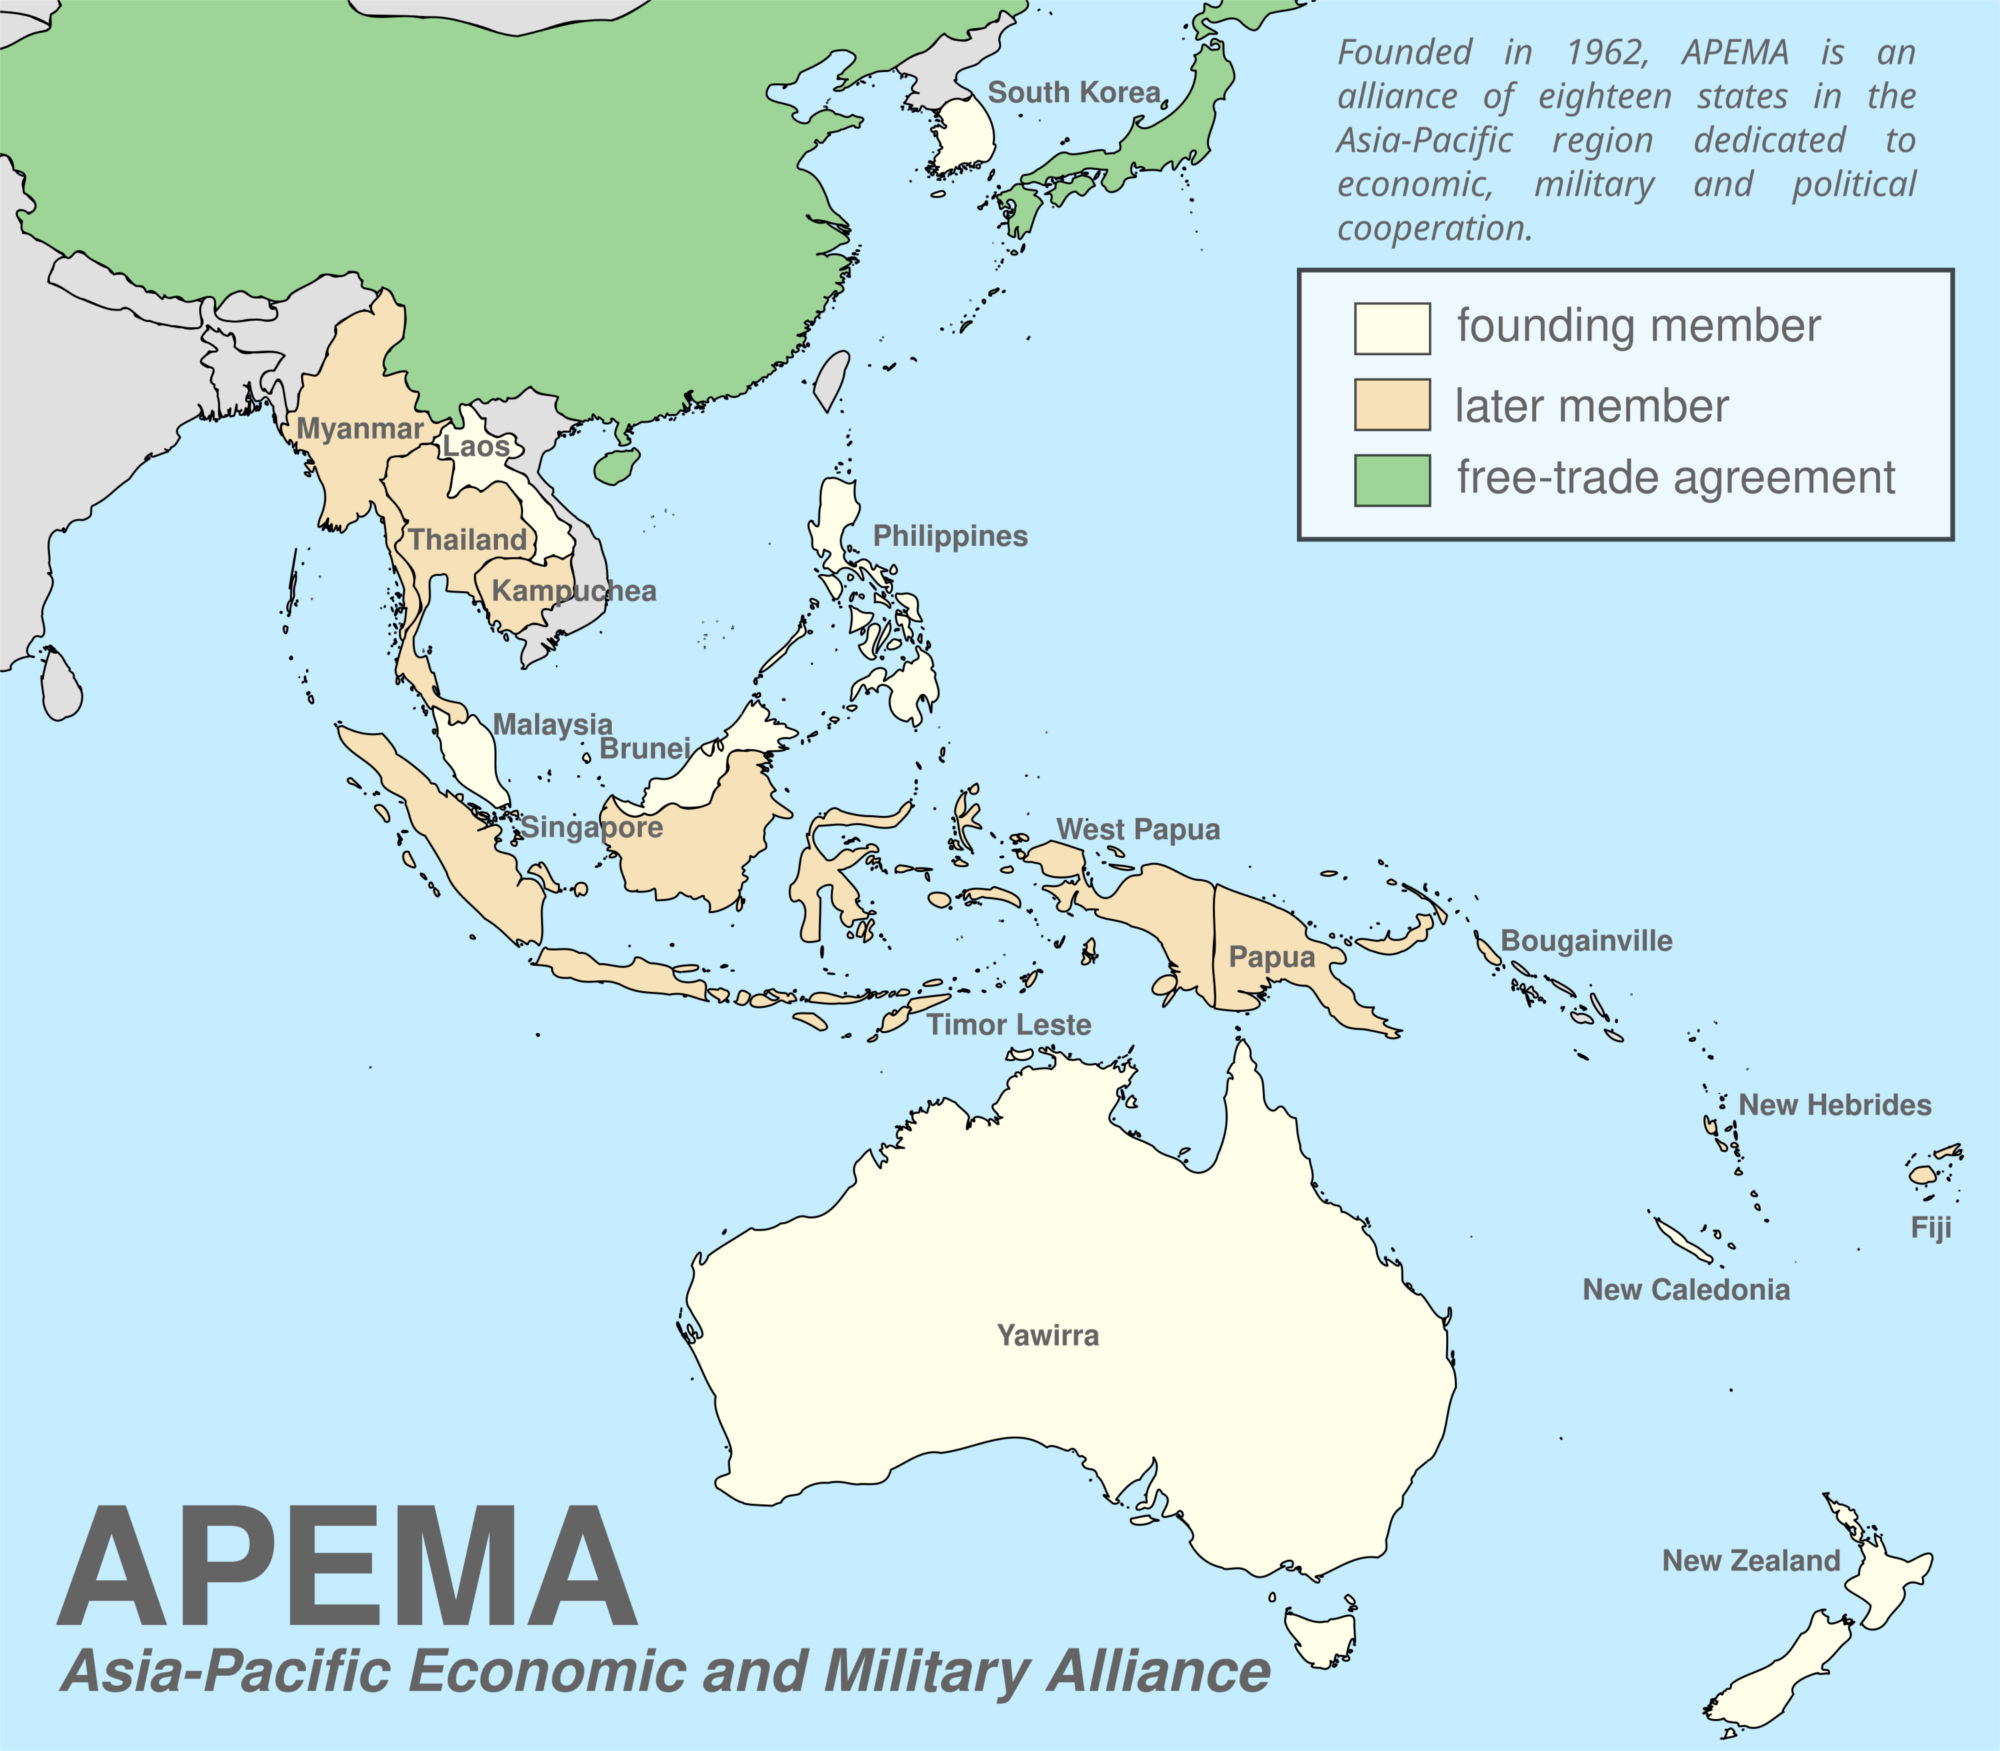 Founded in 1962, APEMA is an
alliance of eighteen states in the
Asia-Pacific region dedicated to
economic, military and political
cooperation.
founding member
later member
free-trade agreement
South Korea
Myanmar
Laos
Thailand
Philippines
Kampuchea
Malaysia
Brunei
Singapore
West Papua
Papua
Bougainville
Timor Leste
New Hebrides
Fiji
New Caledonia
Yawirra
New Zealand
APEMA
Asia-Pacific Economic and Military Alliance